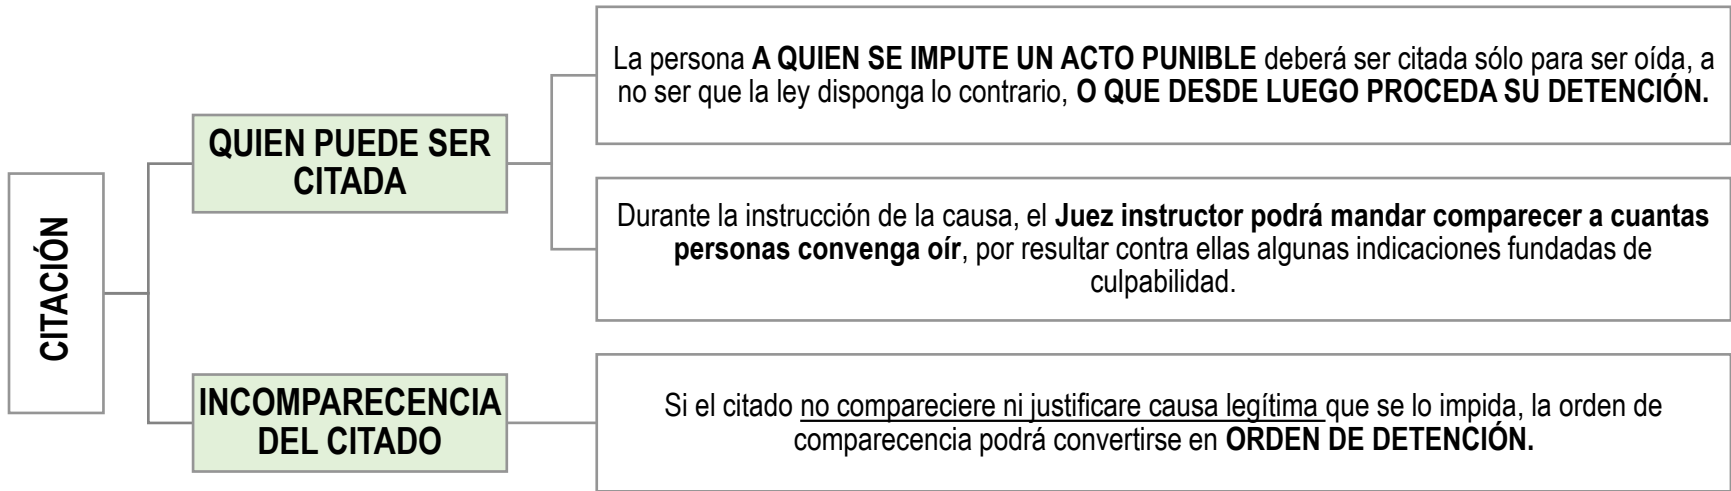 CITACIÓN
QUIEN PUEDE SER
CITADA
La persona A QUIEN SE IMPUTE UN ACTO PUNIBLE deberá ser citada sólo para ser oída, a
no ser que la ley disponga lo contrario, O QUE DESDE LUEGO PROCEDA SU DETENCIÓN.
Durante la instrucción de la causa, el Juez instructor podrá mandar comparecer a cuantas
personas convenga oír, por resultar contra ellas algunas indicaciones fundadas de
culpabilidad.
INCOMPARECENCIA
DEL CITADO
Si el citado no compareciere ni justificare causa legítima que se lo impida, la orden de
comparecencia podrá convertirse en ORDEN DE DETENCIÓN.